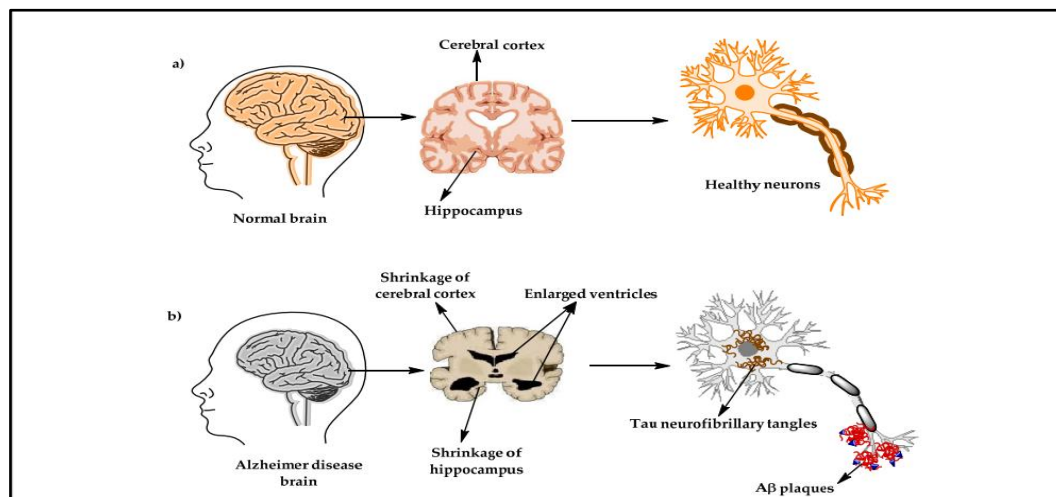 Cerebral cortex
a)
Healthy neurons
Hippocampus
Normal brain
Shrinkage of
cerebral cortex
Enlarged ventricles
b)
Tau neurofibrillary tangles
Shrinkage of
hippocampus
Alzheimer disease
brain
Aβ plaques